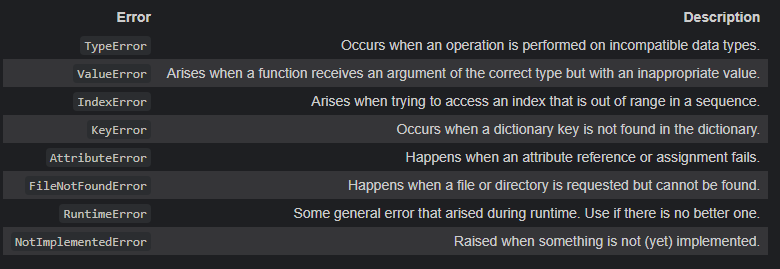 Error Description
TypeError Occurs when an operation is performed on incompatible data types.
ValueError Arises when a function receives an argument of the correct type but with an inappropriate value.
IndexError Arises when trying to access an index that is out of range in a sequence.
KeyError Occurs when a dictionary key is not found in the dictionary.
AttributeError Happens when an attribute reference or assignment fails.
FileNotFoundError Happens when a file or directory is requested but cannot be found.
RuntimeError Some general error that arised during runtime. Use if there is no better one.
NotImplementedError Raised when something is not (yet) implemented.